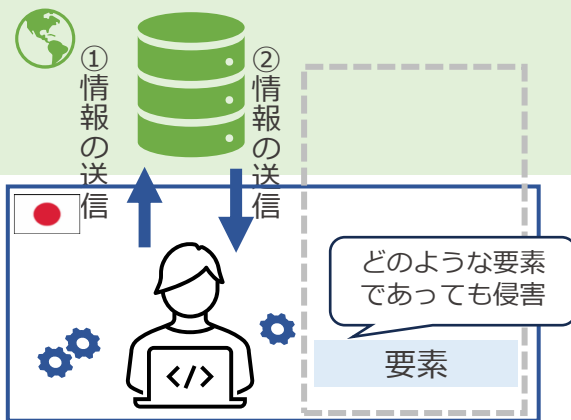 ①情報の送信
②情報の送信
どのような要素
であっても侵害
要素
</>